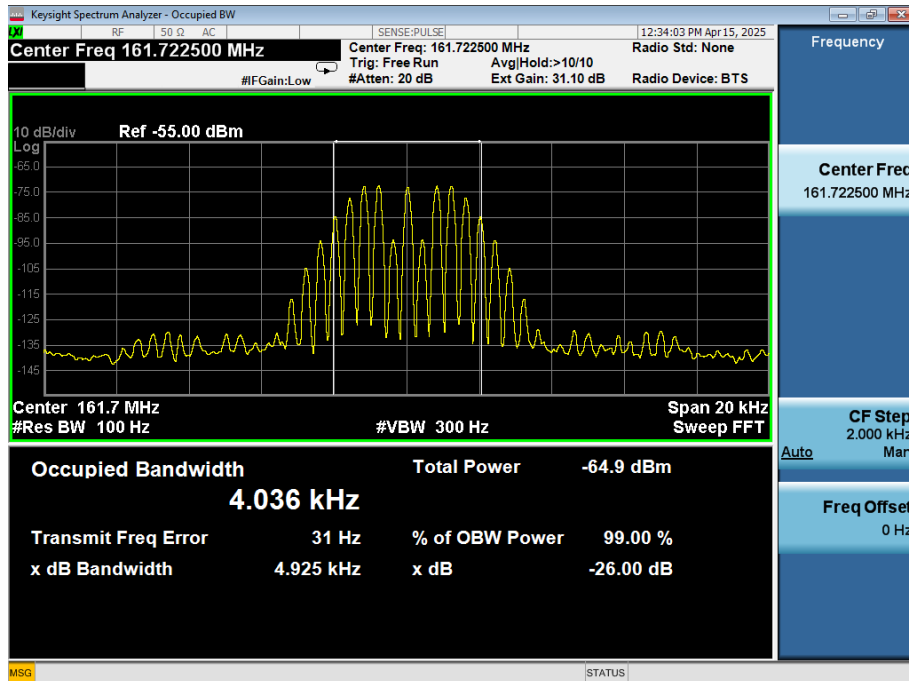 Keysight Spectrum Analyzer - Occupied BW
LXI RF 50 Ω AC SENSE:PULSE 12:34:03 PM Apr 15, 2025
Center Freq 161.722500 MHz
Center Freq: 161.722500 MHz Radio Std: None
Trig: Free Run Avg|Hold:>10/10
#IFGain:Low #Atten: 20 dB Ext Gain: 31.10 dB Radio Device: BTS
10 dB/div Ref -55.00 dBm
Log
-65.0
-75.0
-85.0
-95.0
-105
-115
-125
-135
-145
Center 161.7 MHz Span 20 kHz
#Res BW 100 Hz #VBW 300 Hz Sweep FFT
Occupied Bandwidth Total Power -64.9 dBm
4.036 kHz
Transmit Freq Error 31 Hz % of OBW Power 99.00 %
x dB Bandwidth 4.925 kHz x dB -26.00 dB
Frequency
Center Freq
161.722500 MHz
CF Step
2.000 kHz
Auto Man
Freq Offset
0 Hz
MSG STATUS